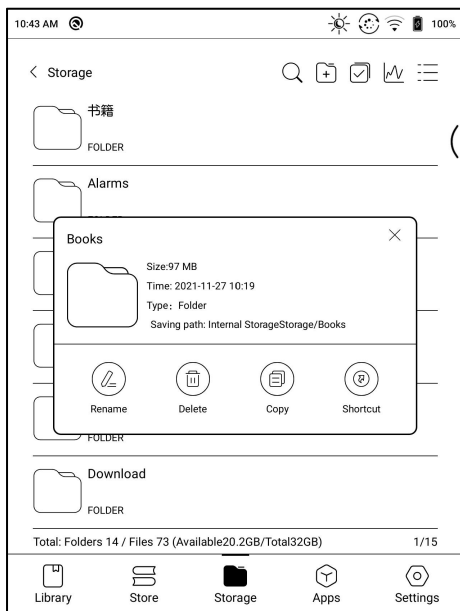 10:43 AM 100%
Storage
书籍
FOLDER
Alarms
Books
Size:97 MB
Time: 2021-11-27 10:19
Type: Folder
Saving path: Internal StorageStorage/Books
Rename Delete Copy Shortcut
FOLDER
Download
FOLDER
Total: Folders 14 / Files 73 (Available20.2GB/Total32GB) 1/15
Library Store Storage Apps Settings